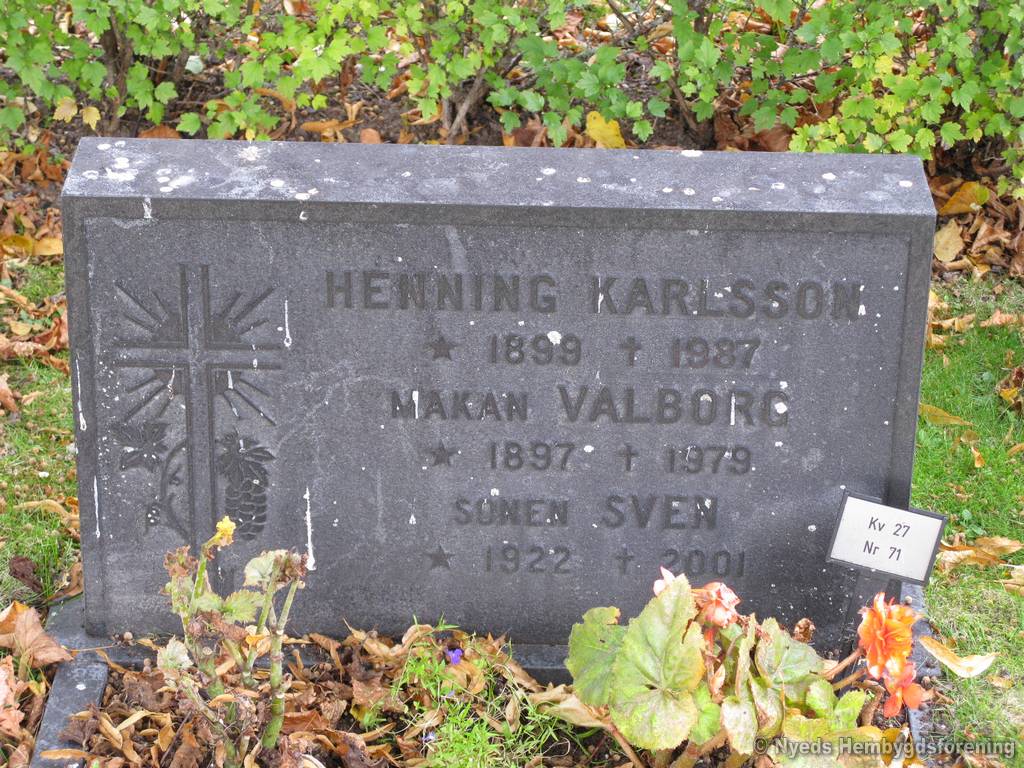 HENNING KARLSSON
★ 1899 † 1987
MAKAN VALBORG
★ 1897 † 1979
SONEN SVEN
★ 1922 † 2001
Kv 27
Nr 71
© Nyeds Hembygdsförening